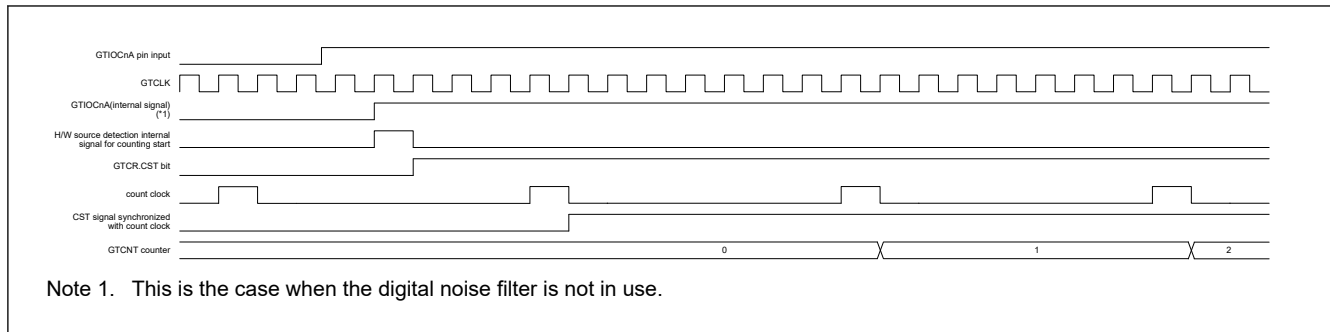 GTIOCnA pin input
GTCLK
GTIOCnA(internal signal)
(*1)
H/W source detection internal
signal for counting start
GTCR.CST bit
count clock
CST signal synchronized
with count clock
GTCNT counter
0
1
2
Note 1. This is the case when the digital noise filter is not in use.